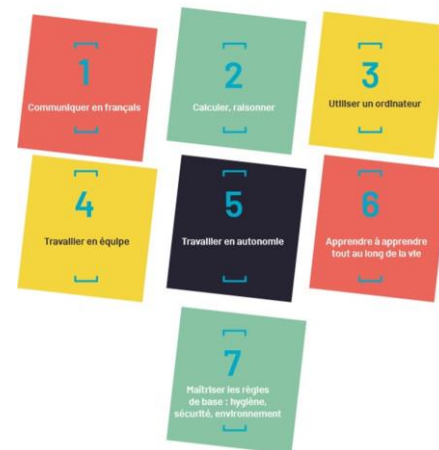 1
Communiquer en français
2
Calculer, raisonner
3
Utiliser un ordinateur
4
Travailler en équipe
5
Travailler en autonomie
6
Apprendre à apprendre
tout au long de la vie
7
Maîtriser les règles
de base : hygiène,
sécurité, environnement